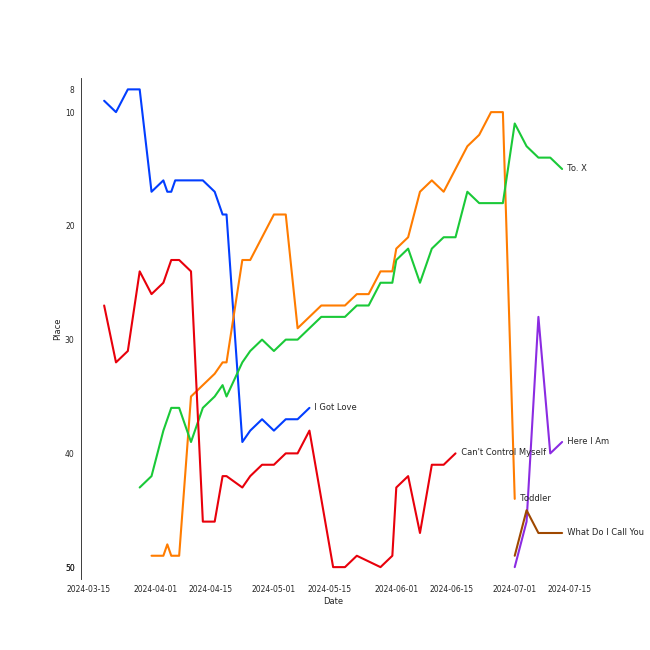 8
10
To. X
20
Place
30
I Got Love
Here I Am
40
Can't Control Myself
Toddler
What Do I Call You
50
2024-03-15
2024-04-01
2024-04-15
2024-05-01
2024-05-15
2024-06-01
2024-06-15
2024-07-01
2024-07-15
Date